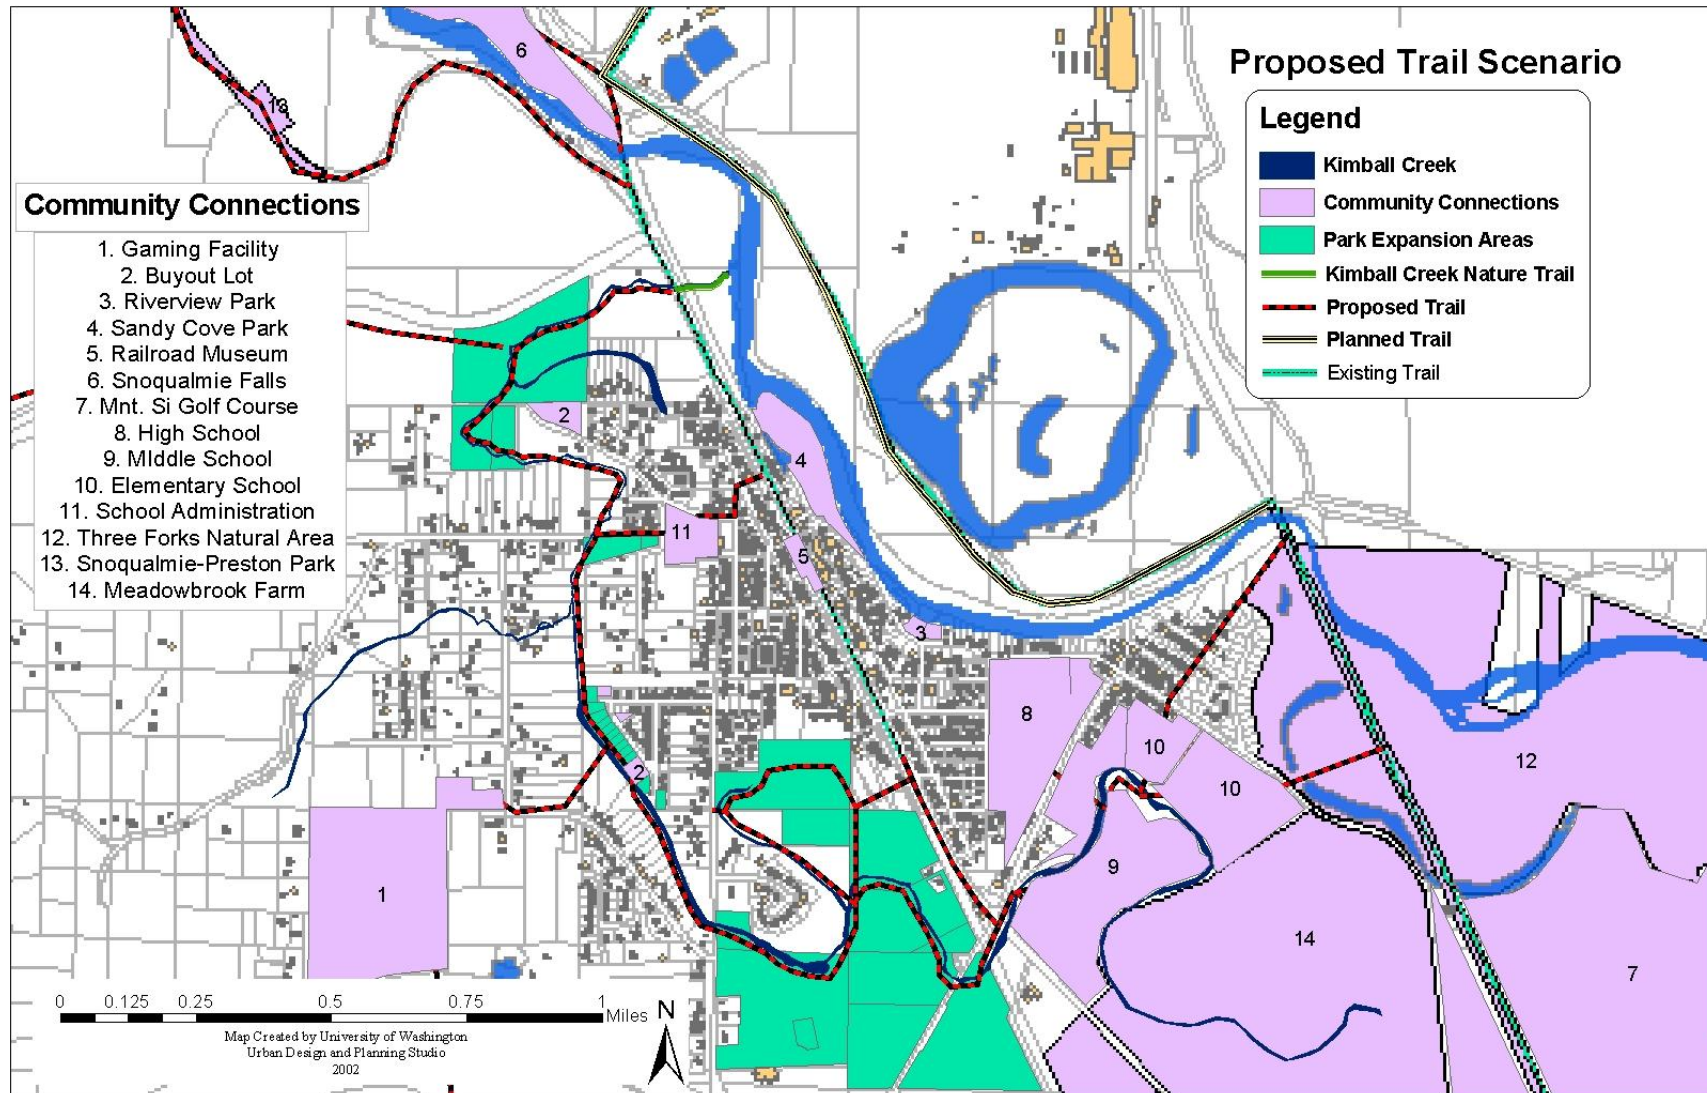 Proposed Trail Scenario
Legend
Kimball Creek
Community Connections
Park Expansion Areas
Kimball Creek Nature Trail
Proposed Trail
Planned Trail
Existing Trail
Community Connections
1. Gaming Facility
2. Buyout Lot
3. Riverview Park
4. Sandy Cove Park
5. Railroad Museum
6. Snoqualmie Falls
7. Mnt. Si Golf Course
8. High School
9. MIddle School
10. Elementary School
11. School Administration
12. Three Forks Natural Area
13. Snoqualmie-Preston Park
14. Meadowbrook Farm
6
13
2
4
11
5
3
8
10
12
2
10
9
1
14
7
0 0.125 0.25 0.5 0.75 1
Miles
N
Map Created by University of Washington
Urban Design and Planning Studio
2002